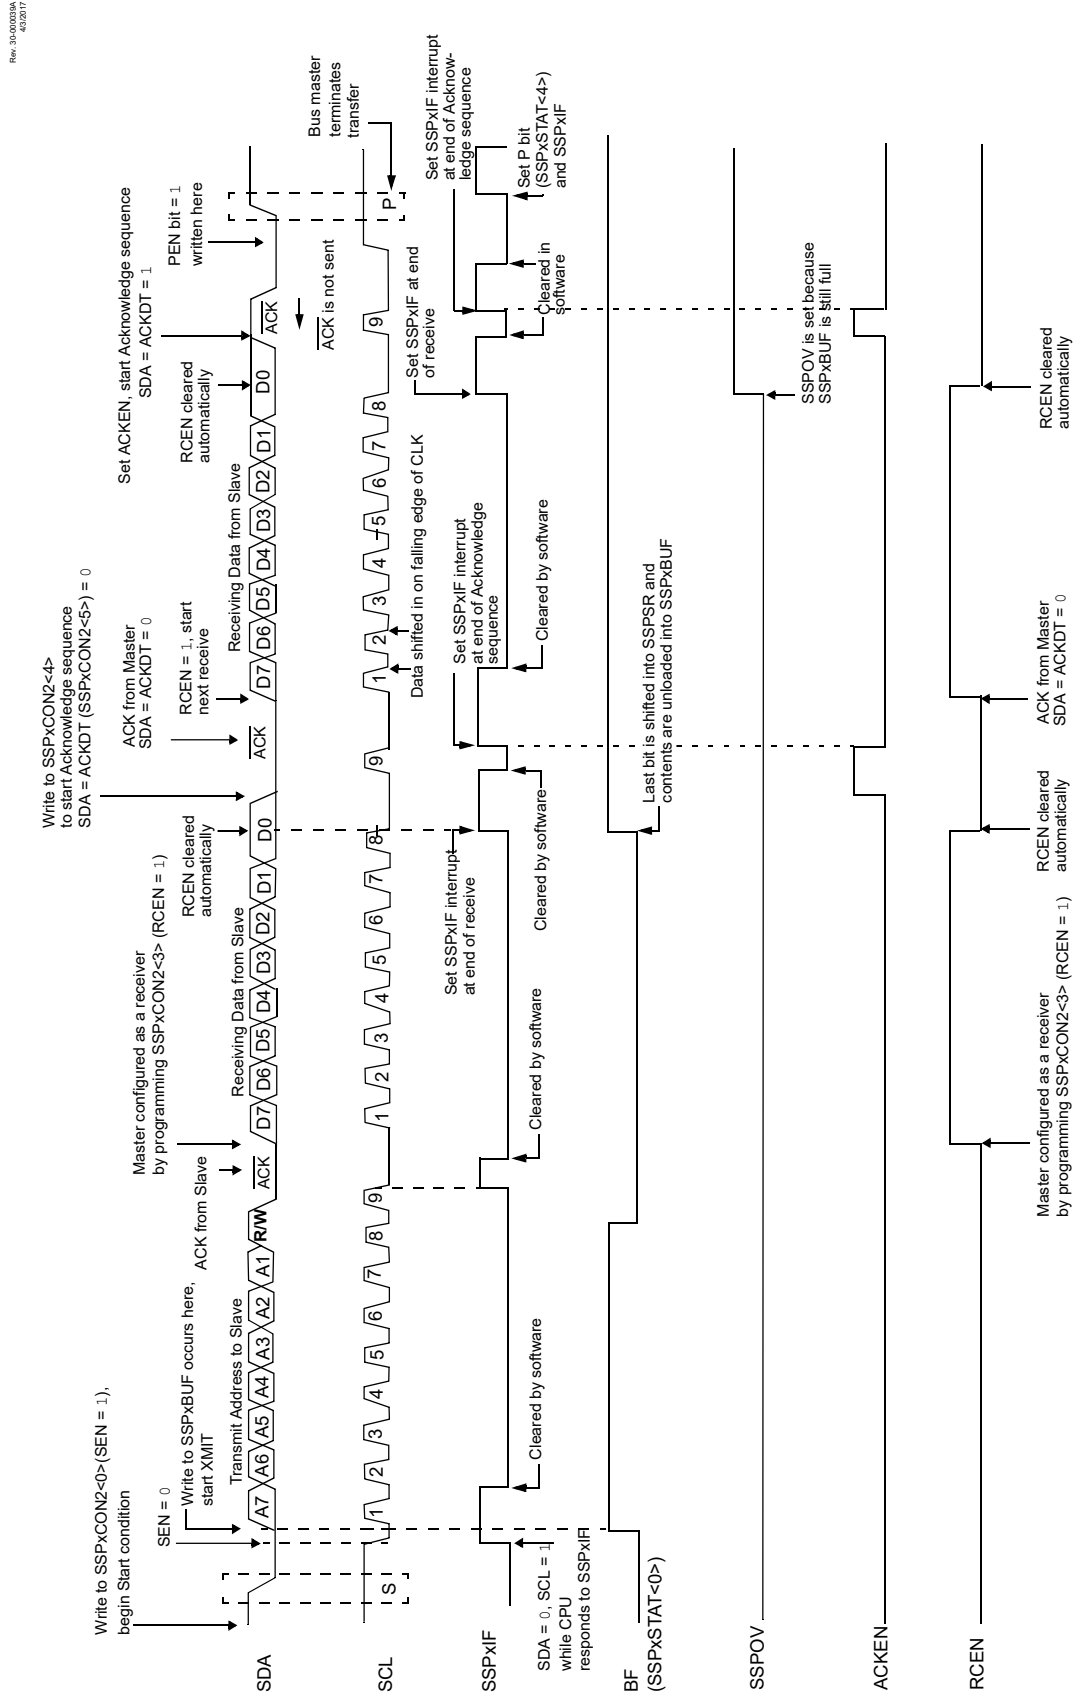 Rev. 30-000039A
4/3/2017
Write to SSPxCON2<4>
to start Acknowledge sequence
SDA = ACKDT (SSPxCON2<5>) = 0
Set ACKEN, start Acknowledge sequence
SDA = ACKDT = 1
Write to SSPxCON2<0>(SEN = 1),
begin Start condition
Master configured as a receiver
by programming SSPxCON2<3> (RCEN = 1)
ACK from Master
SDA = ACKDT = 0
PEN bit = 1
written here
SEN = 0
Write to SSPxBUF occurs here,
start XMIT
ACK from Slave
RCEN cleared
automatically
RCEN = 1, start
next receive
RCEN cleared
automatically
Transmit Address to Slave
Receiving Data from Slave
Receiving Data from Slave
SDA
A7 A6 A5 A4 A3 A2 A1 R/W ACK
D7 D6 D5 D4 D3 D2 D1 D0
ACK
D7 D6 D5 D4 D3 D2 D1 D0
ACK
ACK is not sent
Bus master
terminates
transfer
SCL
S
1 2 3 4 5 6 7 8 9
1 2 3 4 5 6 7 8 9
1 2 3 4 5 6 7 8 9
P
Data shifted in on falling edge of CLK
Set SSPxIF interrupt
at end of receive
Set SSPxIF interrupt
at end of Acknowledge
sequence
Set SSPxIF at end
of receive
Set SSPxIF interrupt
at end of Acknow-
ledge sequence
SSPxIF
SDA = 0, SCL = 1
while CPU
responds to SSPxIF
Cleared by software
Cleared by software
Cleared by software
Cleared by software
Cleared in
software
Set P bit
(SSPxSTAT<4>)
and SSPxIF
BF
(SSPxSTAT<0>)
Last bit is shifted into SSPSR and
contents are unloaded into SSPxBUF
SSPOV
SSPOV is set because
SSPxBUF is still full
ACKEN
RCEN
Master configured as a receiver
by programming SSPxCON2<3> (RCEN = 1)
RCEN cleared
automatically
ACK from Master
SDA = ACKDT = 0
RCEN cleared
automatically